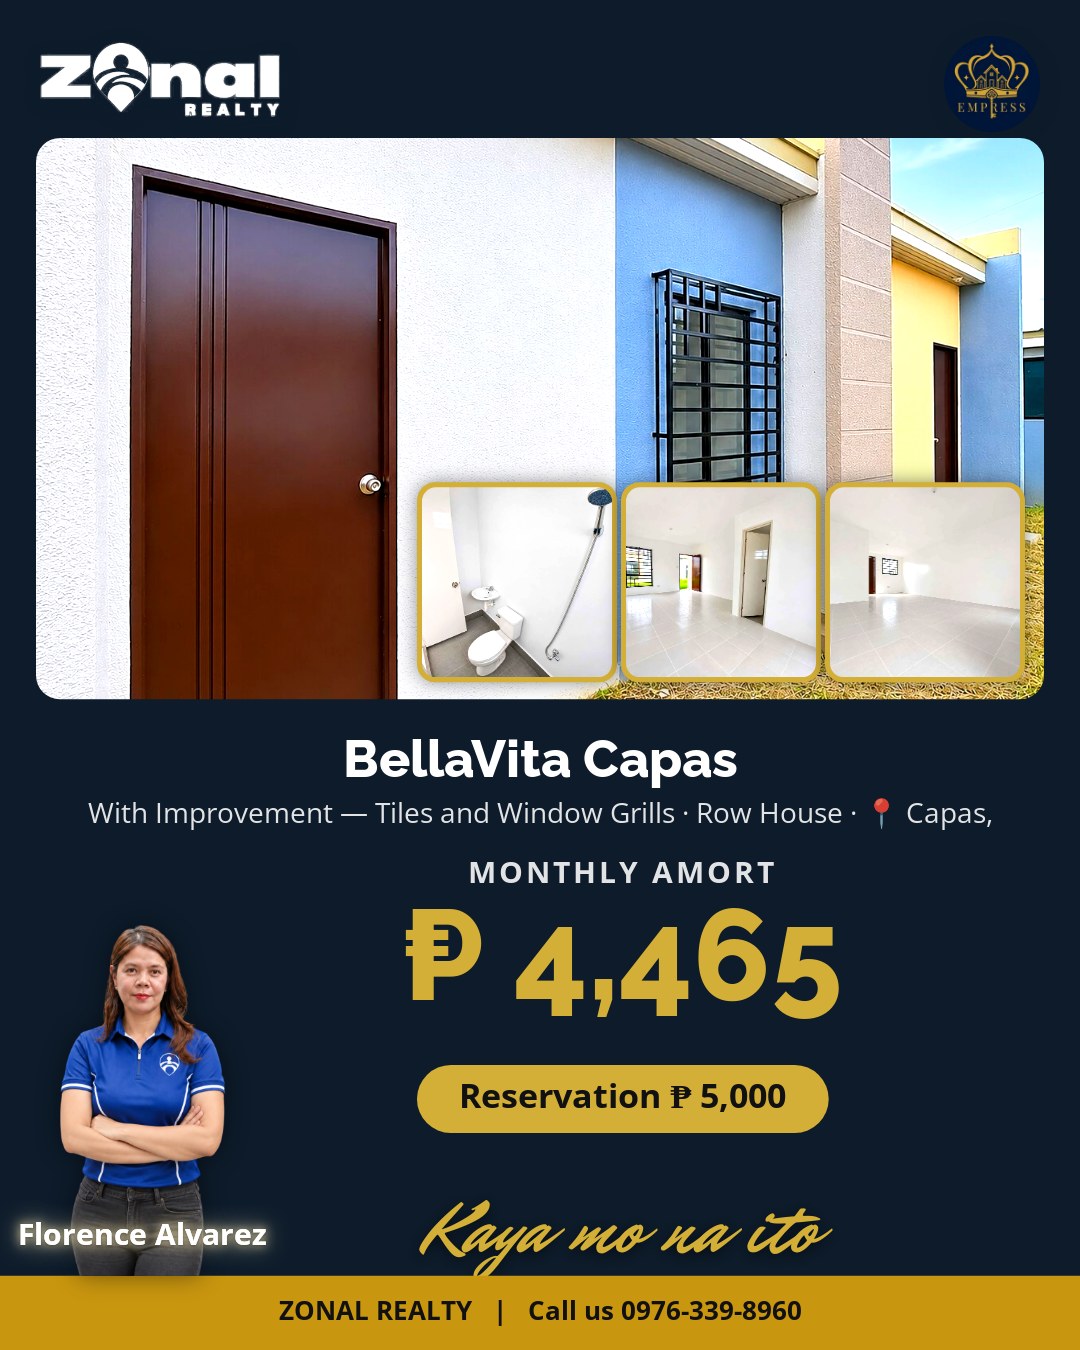 Zonal
REALTY
EMPRESS
BellaVita Capas
With Improvement — Tiles and Window Grills · Row House · 📍 Capas,
MONTHLY AMORT
₱ 4,465
Reservation ₱ 5,000
Florence Alvarez
Kaya mo na ito
ZONAL REALTY | Call us 0976-339-8960